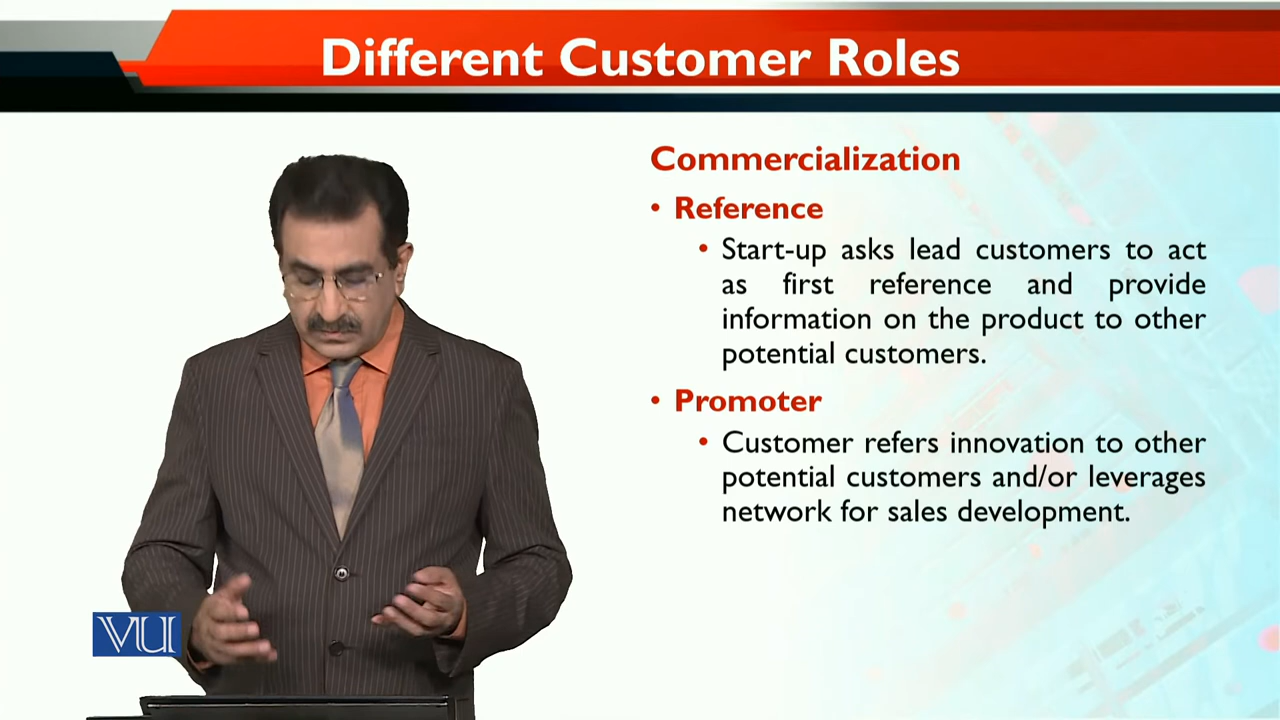 Different Customer Roles
Commercialization
• Reference
• Start-up asks lead customers to act
as first reference and provide
information on the product to other
potential customers.
• Promoter
• Customer refers innovation to other
potential customers and/or leverages
network for sales development.
VU